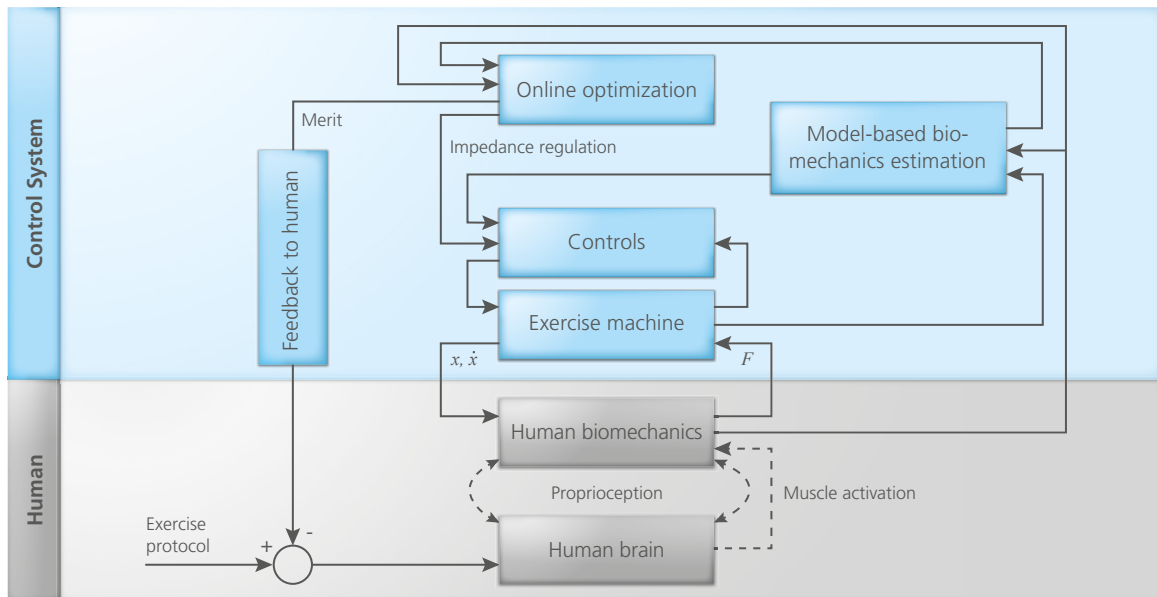 Control System
Human
Online optimization
Merit
Impedance regulation
Model-based bio-
mechanics estimation
Feedback to human
Controls
Exercise machine
x, ẋ
F
Human biomechanics
Proprioception
Muscle activation
Exercise
protocol
+
-
Human brain